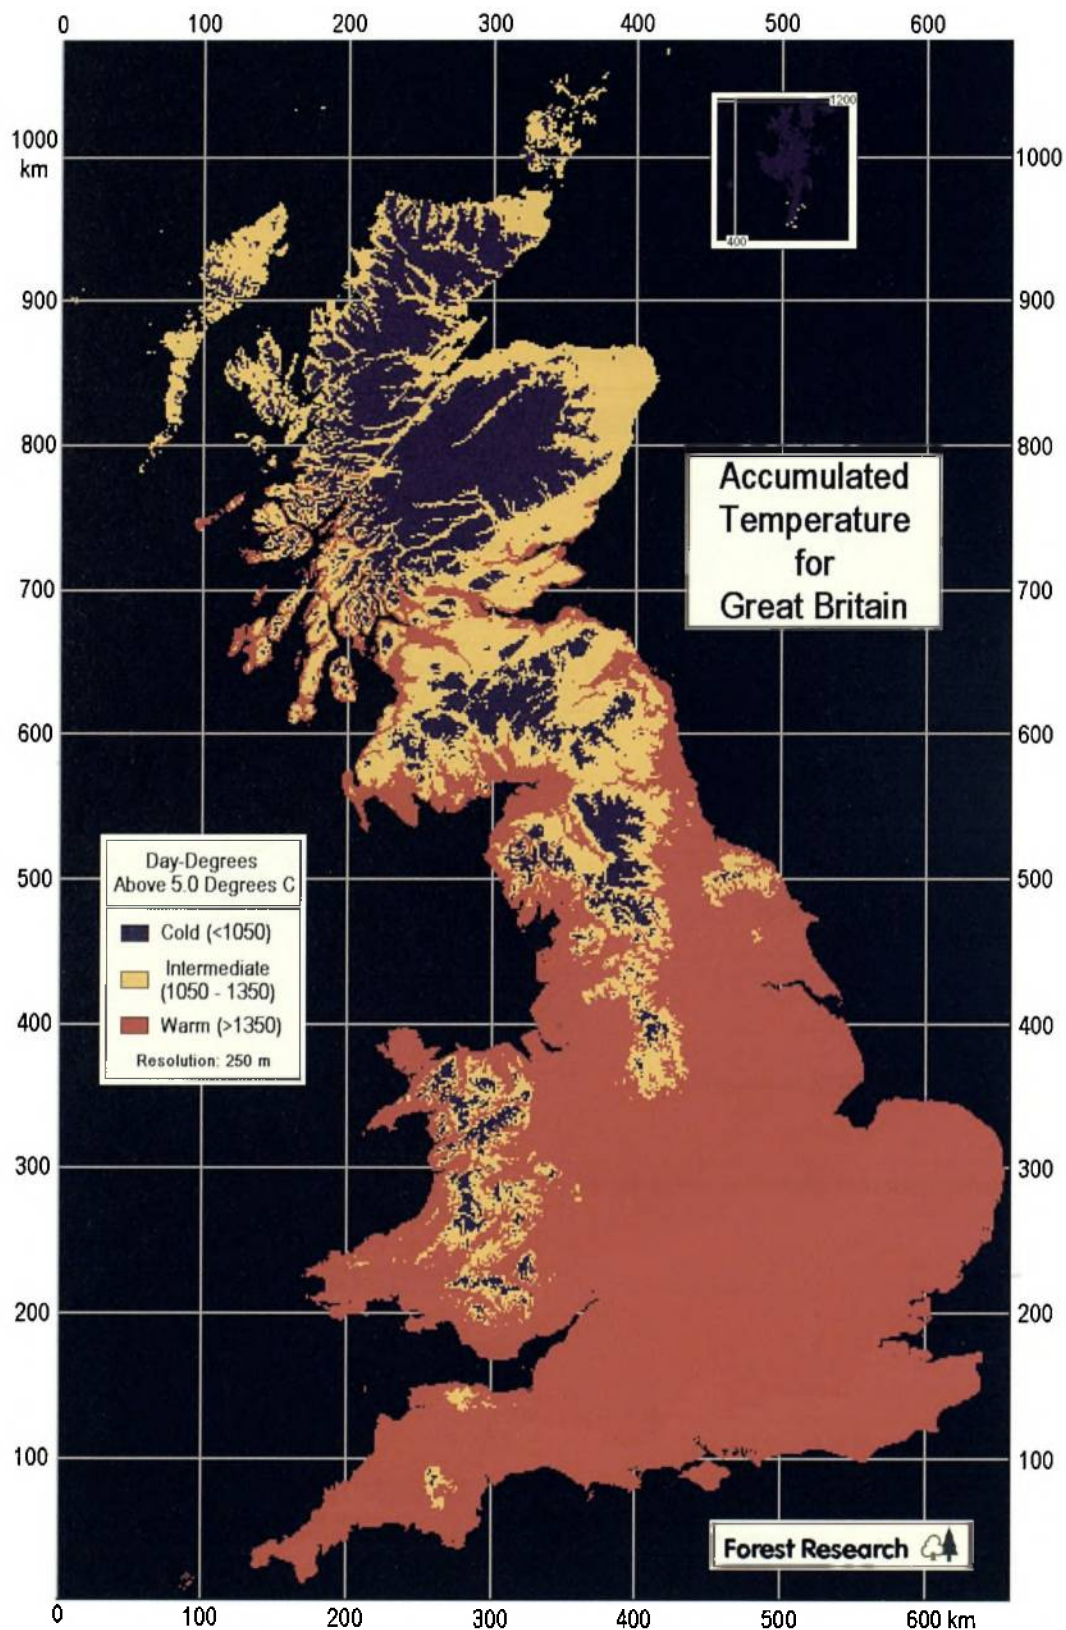 0 100 200 300 400 500 600
1000
km
1000
1200
400
900 900
800 800
Accumulated
Temperature
for
Great Britain
700 700
600 600
Day-Degrees
Above 5.0 Degrees C
500 500
Cold (<1050)
Intermediate
(1050 - 1350)
Warm (>1350)
Resolution: 250 m
400 400
300 300
200 200
100 100
Forest Research
0 100 200 300 400 500 600 km